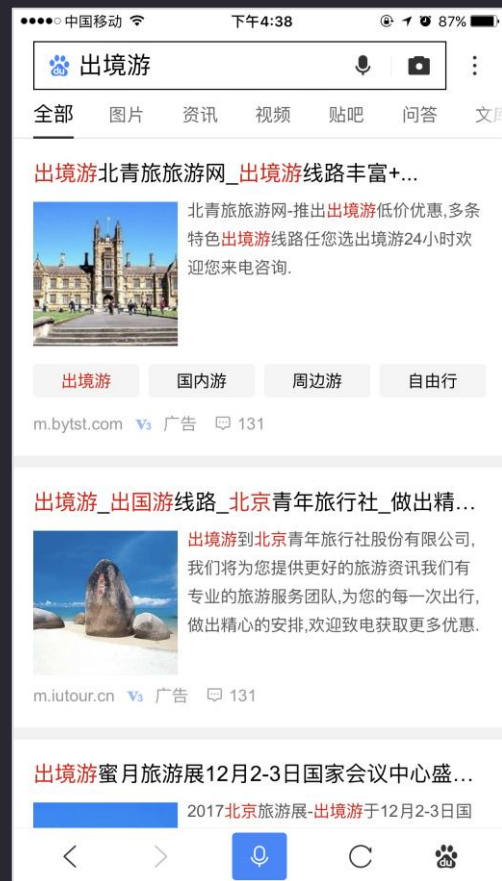 中国移动 下午4:38 87%
du 出境游
全部 图片 资讯 视频 贴吧 问答 文库
出境游北青旅旅游网_出境游线路丰富+...
北青旅旅游网-推出出境游低价优惠,多条
特色出境游线路任您选出境游24小时欢
迎您来电咨询.
出境游 国内游 周边游 自由行
m.bytst.com V3 广告 131
出境游_出国游线路_北京青年旅行社_做出精...
出境游到北京青年旅行社股份有限公司,
我们将为您提供更好的旅游资讯我们有
专业的旅游服务团队,为您的每一次出行,
做出精心的安排,欢迎致电获取更多优惠.
m.iutour.cn V3 广告 131
出境游蜜月旅游展12月2-3日国家会议中心盛...
2017北京旅游展-出境游于12月2-3日国
du